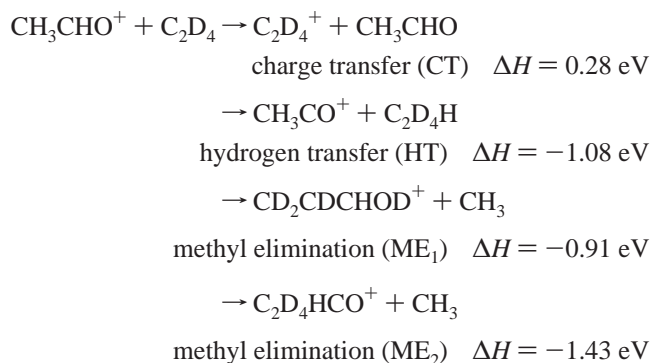 CH₃CHO⁺ + C₂D₄ → C₂D₄⁺ + CH₃CHO
charge transfer (CT) ΔH = 0.28 eV
→ CH₃CO⁺ + C₂D₄H
hydrogen transfer (HT) ΔH = −1.08 eV
→ CD₂CDCHOD⁺ + CH₃
methyl elimination (ME₁) ΔH = −0.91 eV
→ C₂D₄HCO⁺ + CH₃
methyl elimination (ME₂) ΔH = −1.43 eV